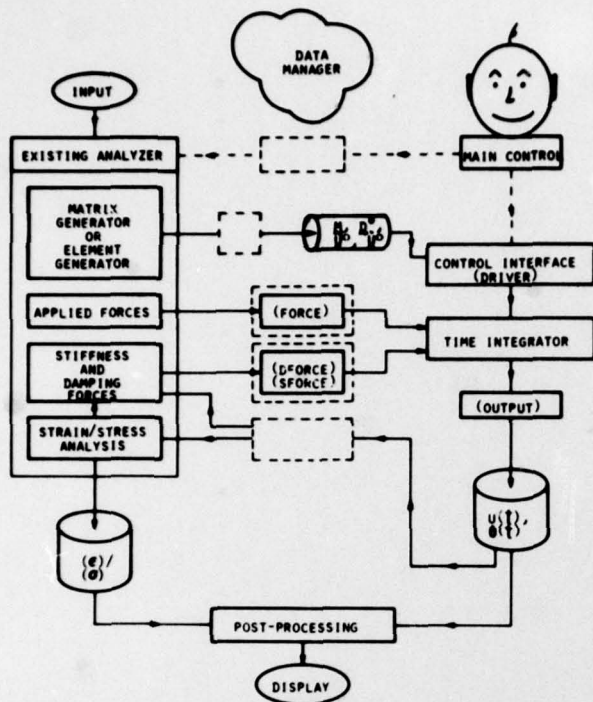 DATA
MANAGER
INPUT
EXISTING ANALYZER
MAIN CONTROL
MATRIX
GENERATOR
OR
ELEMENT
GENERATOR
CONTROL INTERFACE
(DRIVER)
APPLIED FORCES
(FORCE)
TIME INTEGRATOR
STIFFNESS
AND
DAMPING
FORCES
(DFORCE)
(SFORCE)
(OUTPUT)
STRAIN/STRESS
ANALYSIS
POST-PROCESSING
DISPLAY